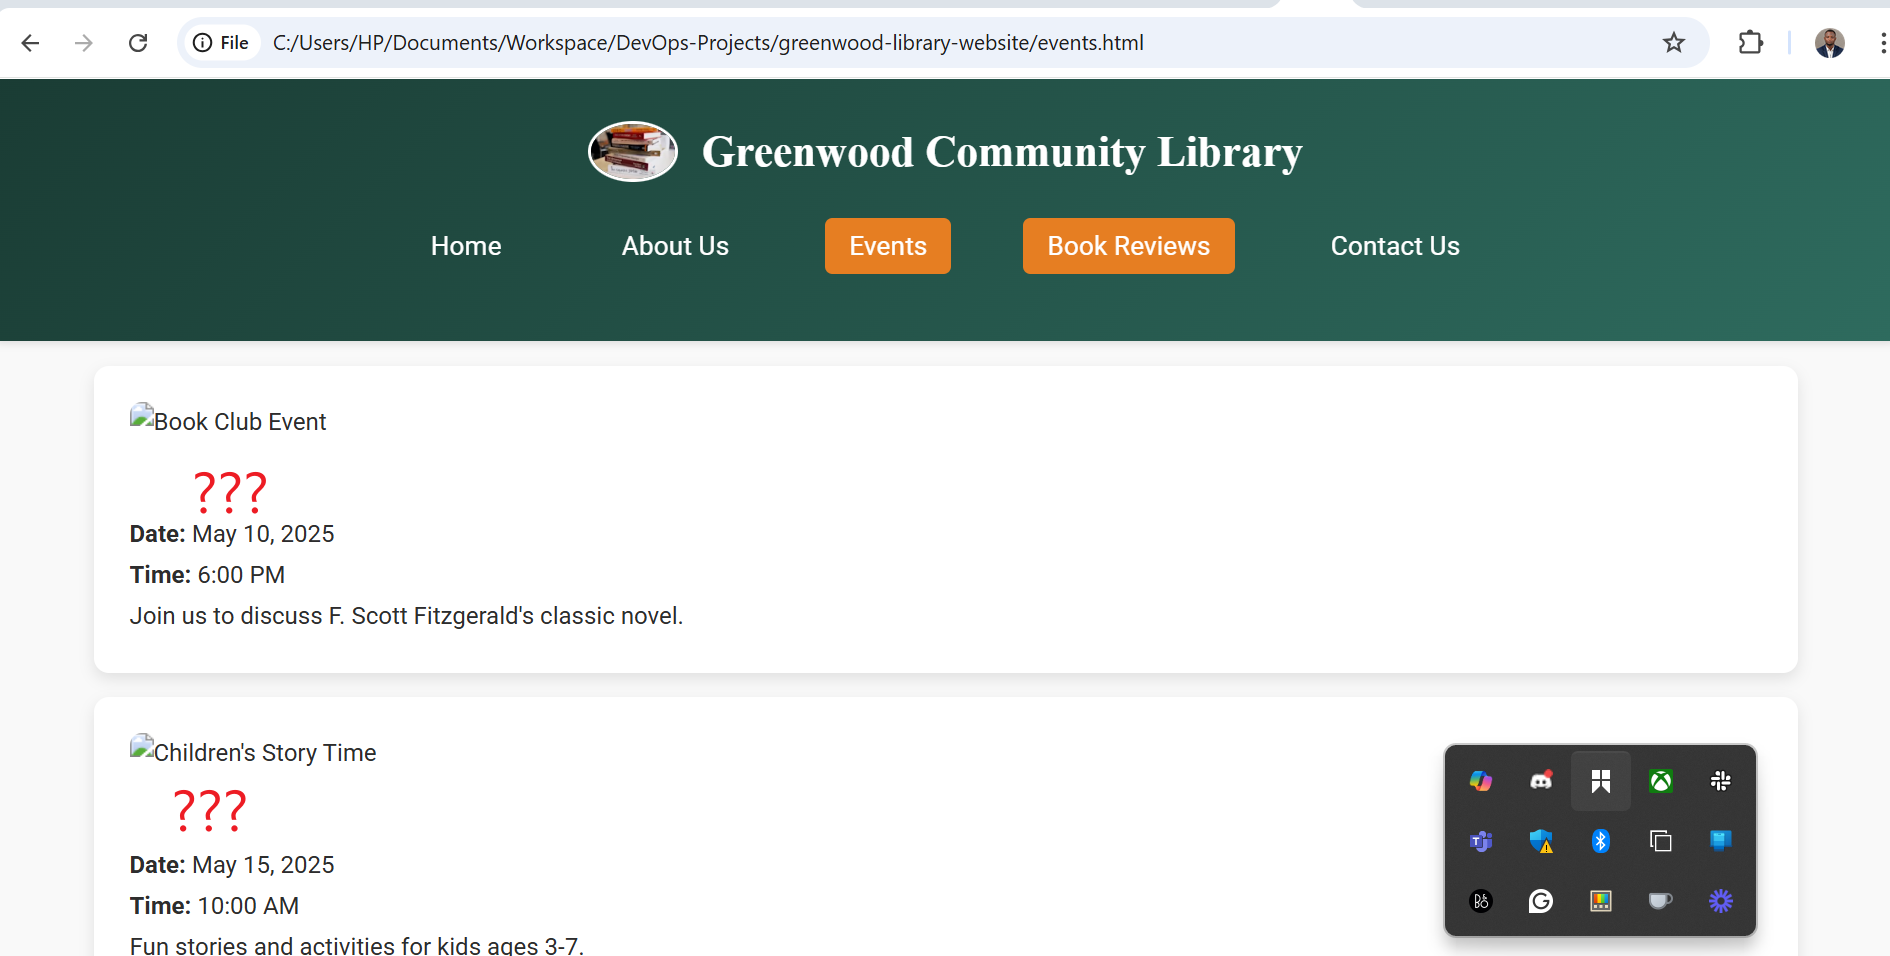 File C:/Users/HP/Documents/Workspace/DevOps-Projects/greenwood-library-website/events.html
Greenwood Community Library
Home About Us Events Book Reviews Contact Us
Book Club Event
???
Date: May 10, 2025
Time: 6:00 PM
Join us to discuss F. Scott Fitzgerald's classic novel.
Children's Story Time
???
Date: May 15, 2025
Time: 10:00 AM
Fun stories and activities for kids ages 3-7.